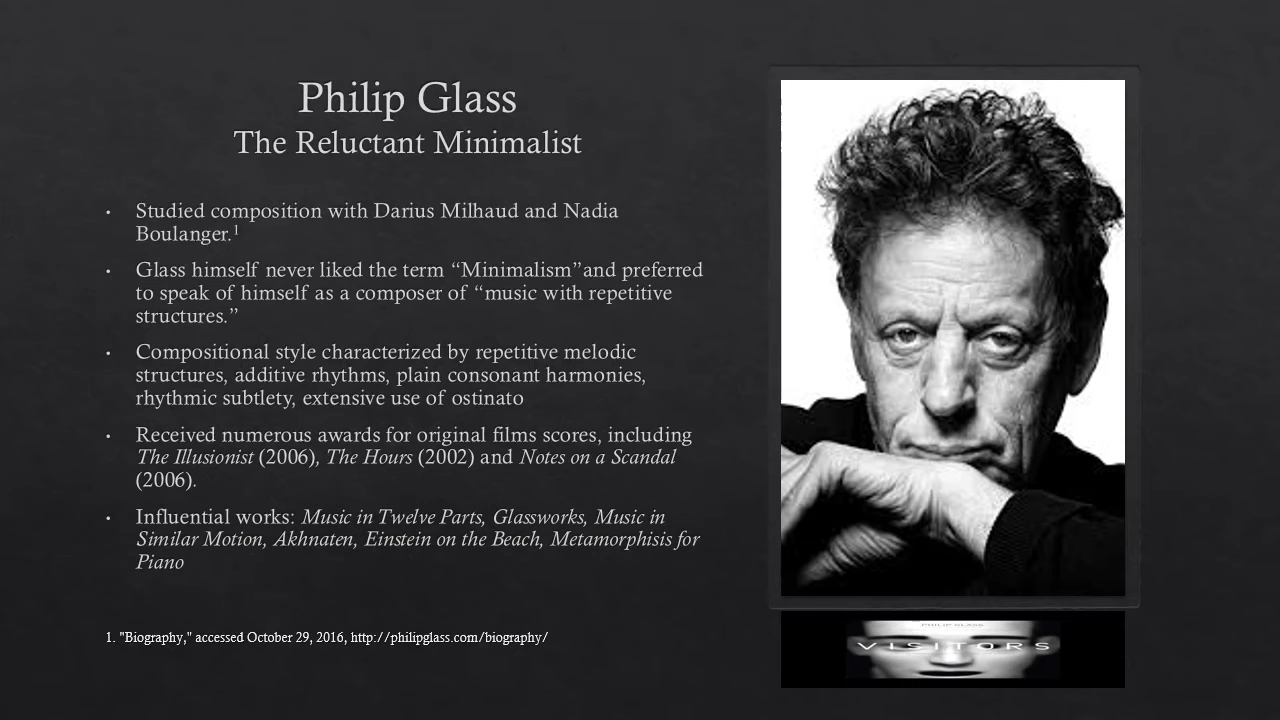 Philip Glass
The Reluctant Minimalist
• Studied composition with Darius Milhaud and Nadia
Boulanger.¹
• Glass himself never liked the term “Minimalism”and preferred
to speak of himself as a composer of “music with repetitive
structures.”
• Compositional style characterized by repetitive melodic
structures, additive rhythms, plain consonant harmonies,
rhythmic subtlety, extensive use of ostinato
• Received numerous awards for original films scores, including
The Illusionist (2006), The Hours (2002) and Notes on a Scandal
(2006).
• Influential works: Music in Twelve Parts, Glassworks, Music in
Similar Motion, Akhnaten, Einstein on the Beach, Metamorphisis for
Piano
1. "Biography," accessed October 29, 2016, http://philipglass.com/biography/
PHILIP GLASS
VISITORS